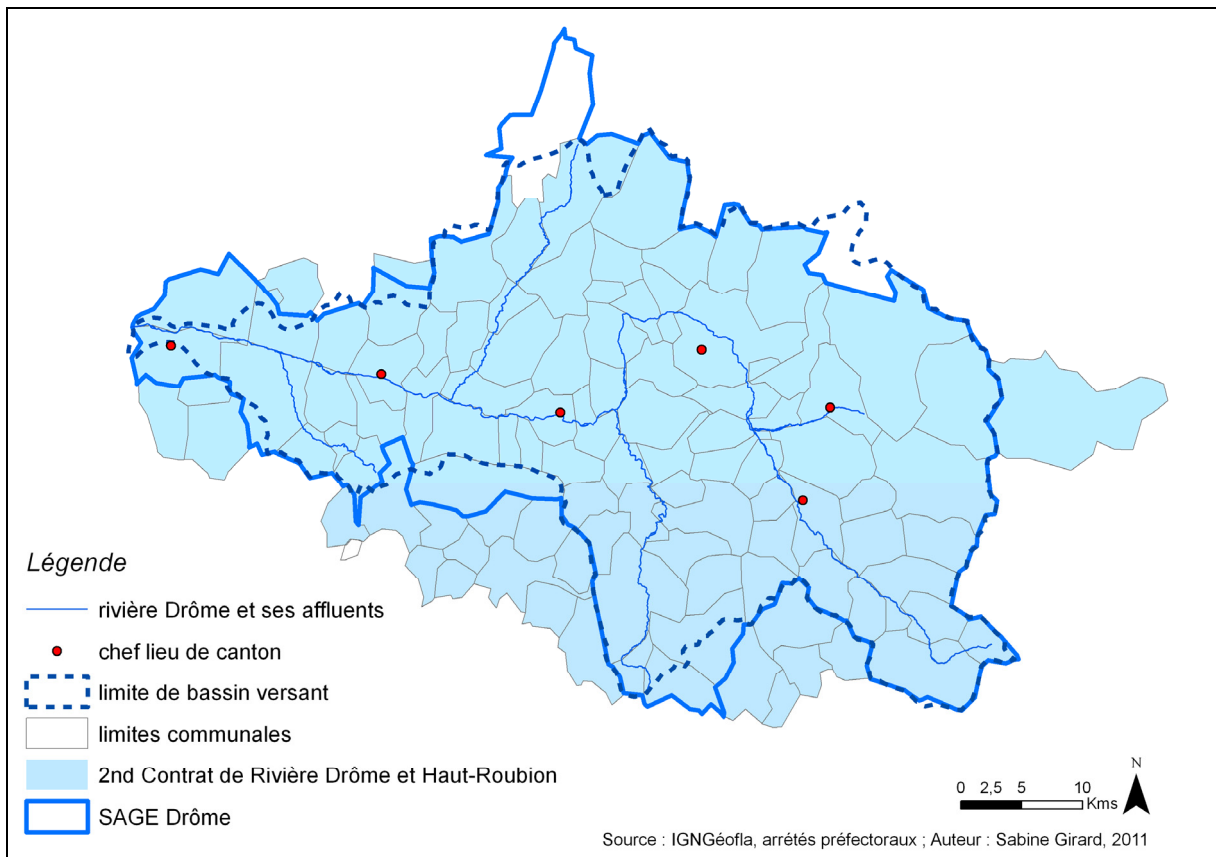 Légende
rivière Drôme et ses affluents
chef lieu de canton
limite de bassin versant
limites communales
2nd Contrat de Rivière Drôme et Haut-Roubion
SAGE Drôme
N
0 2,5 5 10
Kms
Source : IGNGéofla, arrétés préfectoraux ; Auteur : Sabine Girard, 2011